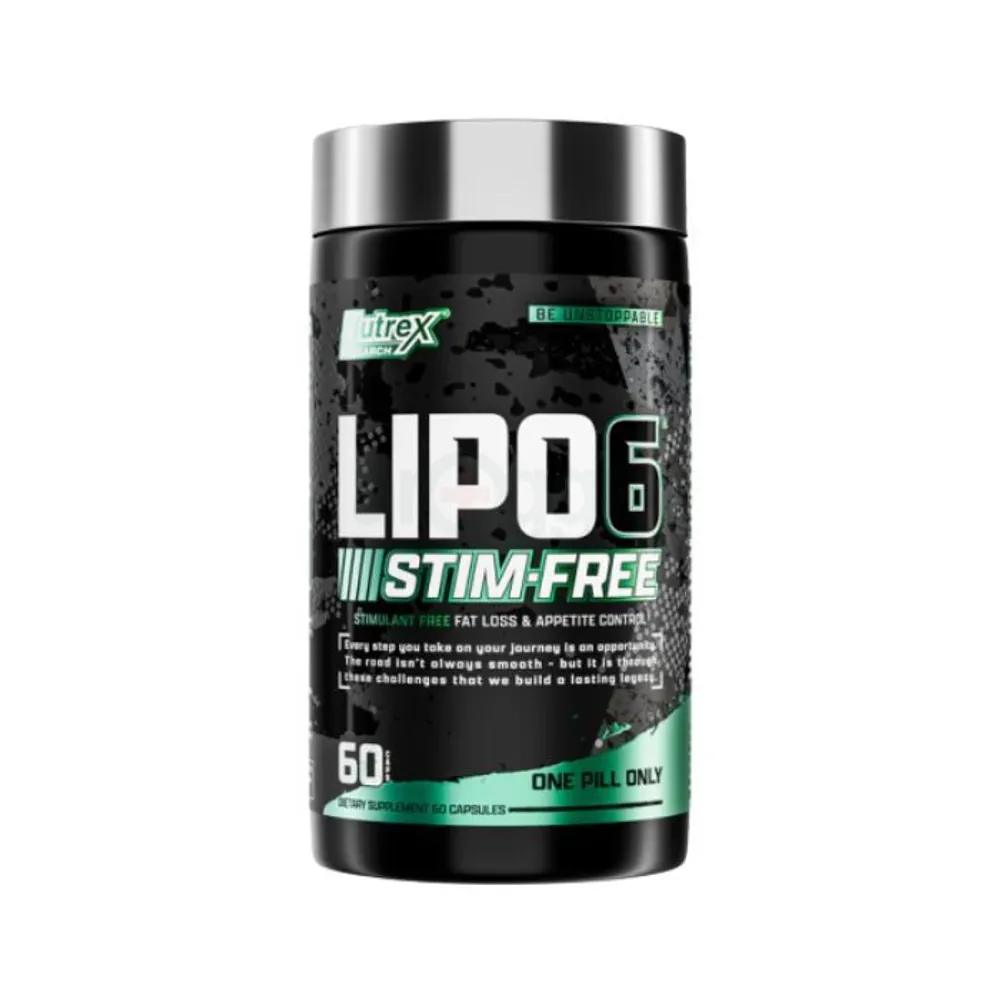 Nutrex
BE UNSTOPPABLE
LIPO6
STIM-FREE
STIMULANT FREE FAT LOSS & APPETITE CONTROL
Every step you take on your journey is an opportunity.
The road isn't always smooth - but it is through
these challenges that we build a lasting legacy.
60
ONE PILL ONLY
DIETARY SUPPLEMENT 60 CAPSULES